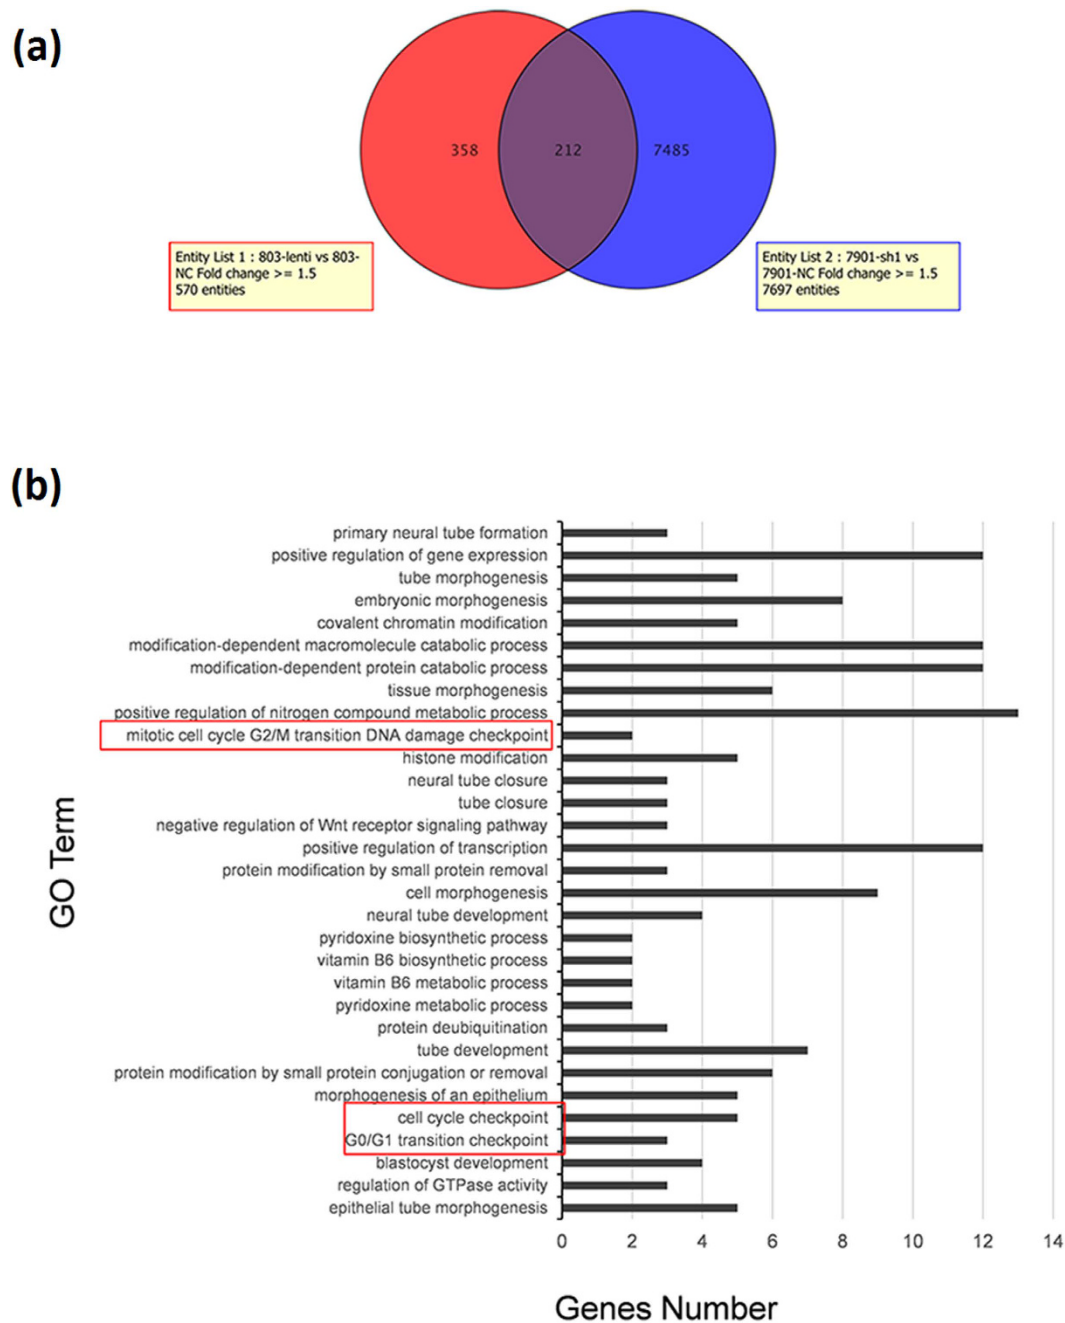 (a)
358
212
7485
Entity List 1 : 803-lenti vs 803-
NC Fold change >= 1.5
570 entities
Entity List 2 : 7901-sh1 vs
7901-NC Fold change >= 1.5
7697 entities
(b)
GO Term
primary neural tube formation
positive regulation of gene expression
tube morphogenesis
embryonic morphogenesis
covalent chromatin modification
modification-dependent macromolecule catabolic process
modification-dependent protein catabolic process
tissue morphogenesis
positive regulation of nitrogen compound metabolic process
mitotic cell cycle G2/M transition DNA damage checkpoint
histone modification
neural tube closure
tube closure
negative regulation of Wnt receptor signaling pathway
positive regulation of transcription
protein modification by small protein removal
cell morphogenesis
neural tube development
pyridoxine biosynthetic process
vitamin B6 biosynthetic process
vitamin B6 metabolic process
pyridoxine metabolic process
protein deubiquitination
tube development
protein modification by small protein conjugation or removal
morphogenesis of an epithelium
cell cycle checkpoint
G0/G1 transition checkpoint
blastocyst development
regulation of GTPase activity
epithelial tube morphogenesis
0 2 4 6 8 10 12 14
Genes Number